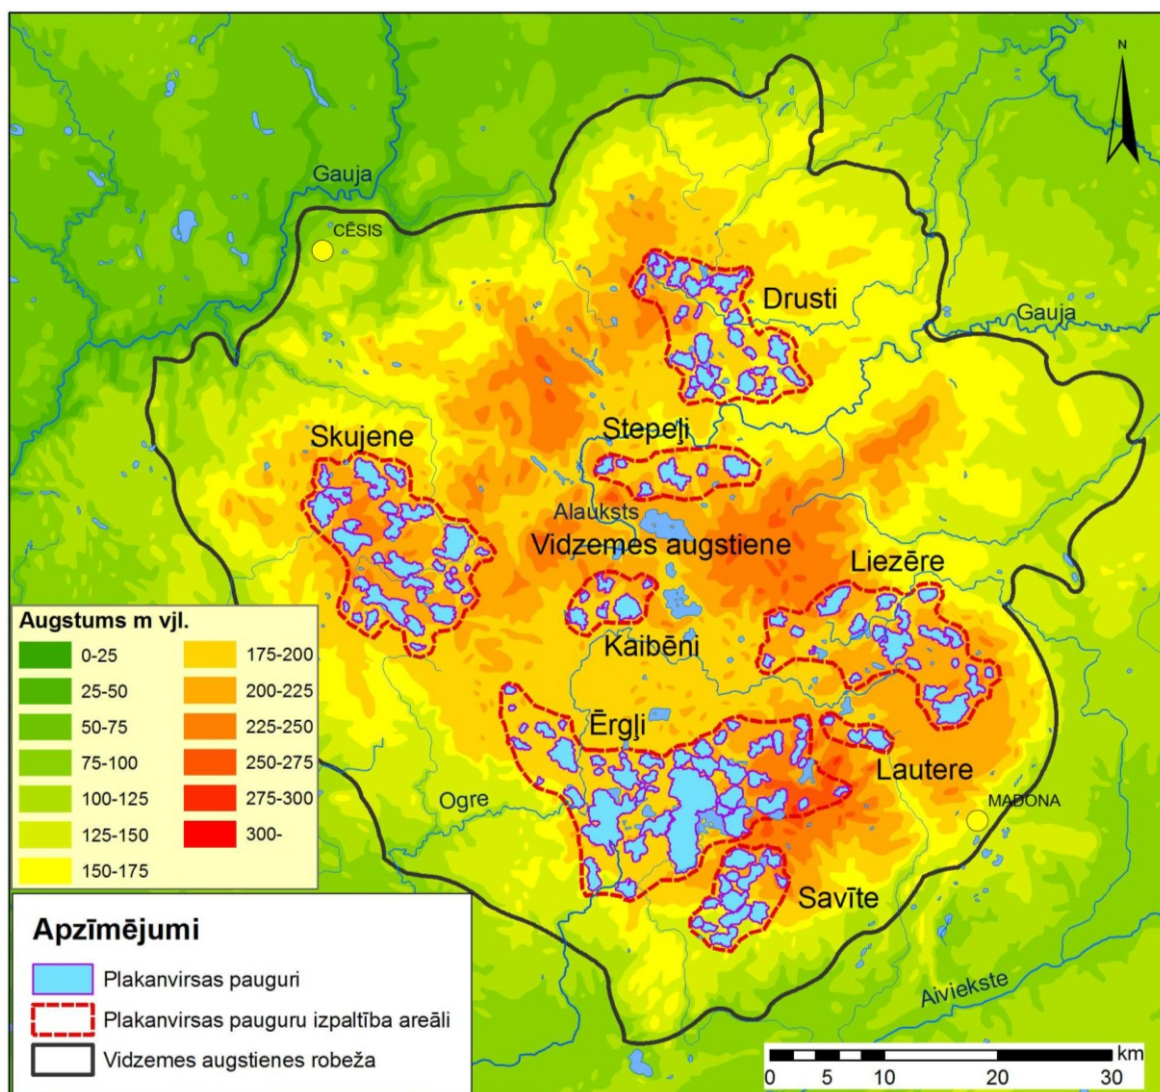 N
Gauja
CĒSIS
Drusti
Gauja
Skujene
Stepeļi
Alauksts
Vidzemes augstiene
Liezēre
Kaibēni
Ērgļi
Lautere
Ogre
MADONA
Savīte
Aiviekste
Augstums m vjl.
0-25
25-50
50-75
75-100
100-125
125-150
150-175
175-200
200-225
225-250
250-275
275-300
300-
Apzīmējumi
Plakanvirsas pauguri
Plakanvirsas pauguru izpaltība areāli
Vidzemes augstienes robeža
km
0 5 10 20 30